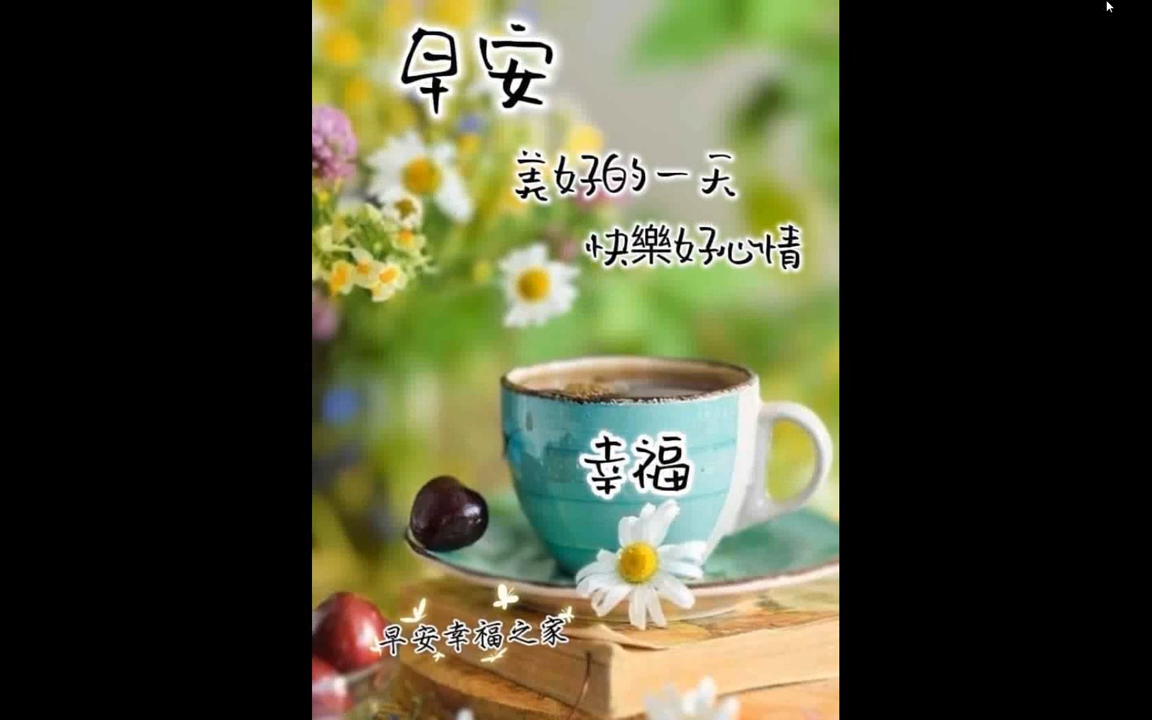 早安
美好的一天
快樂好心情
幸福
早安幸福之家